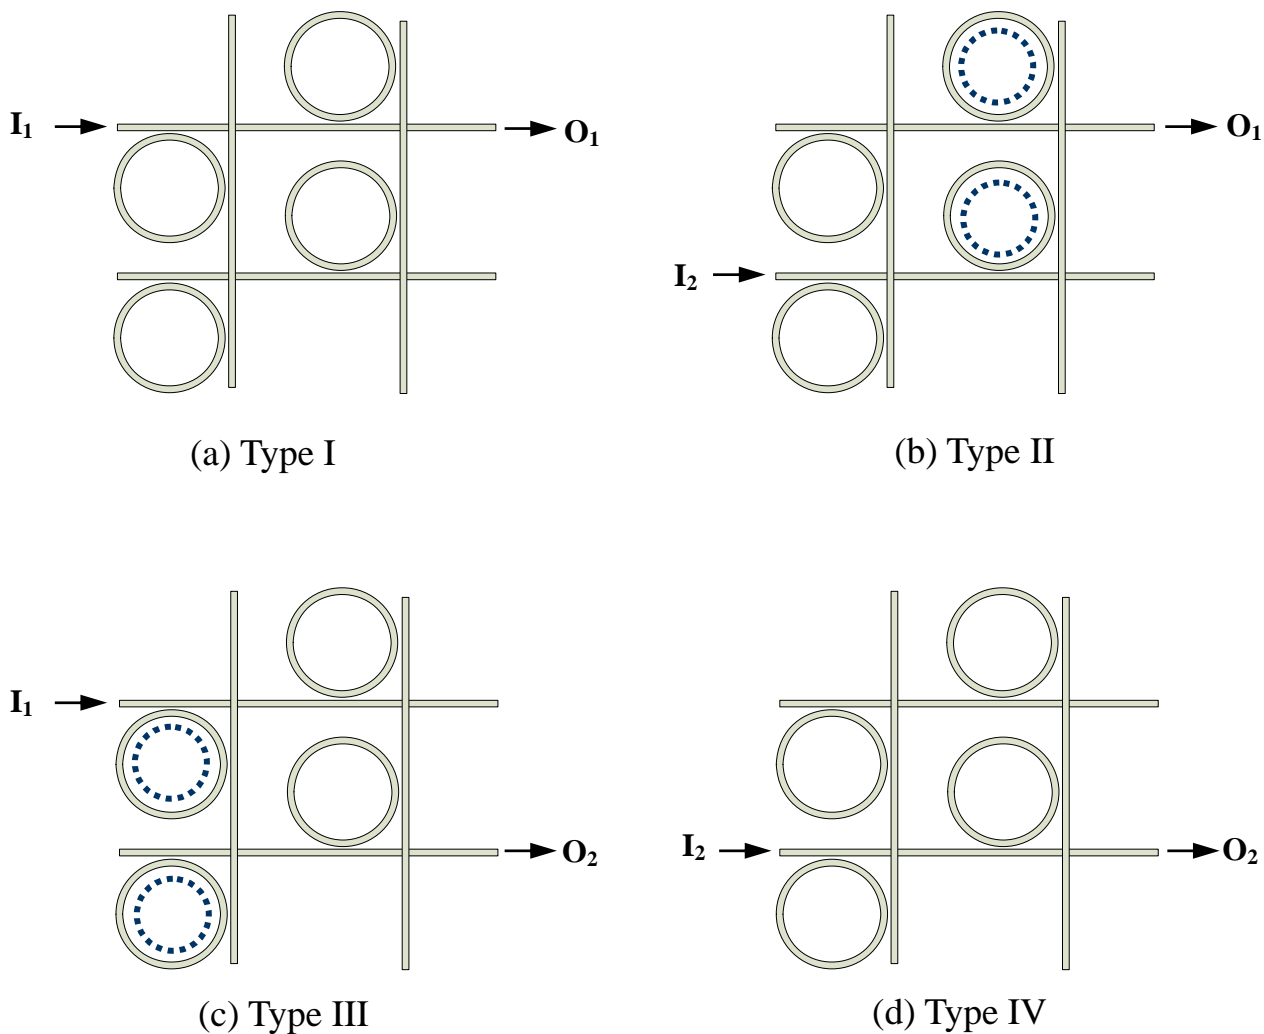 I₁ O₁
O₁
I₂
(a) Type I
(b) Type II
I₁
O₂
I₂ O₂
(c) Type III
(d) Type IV